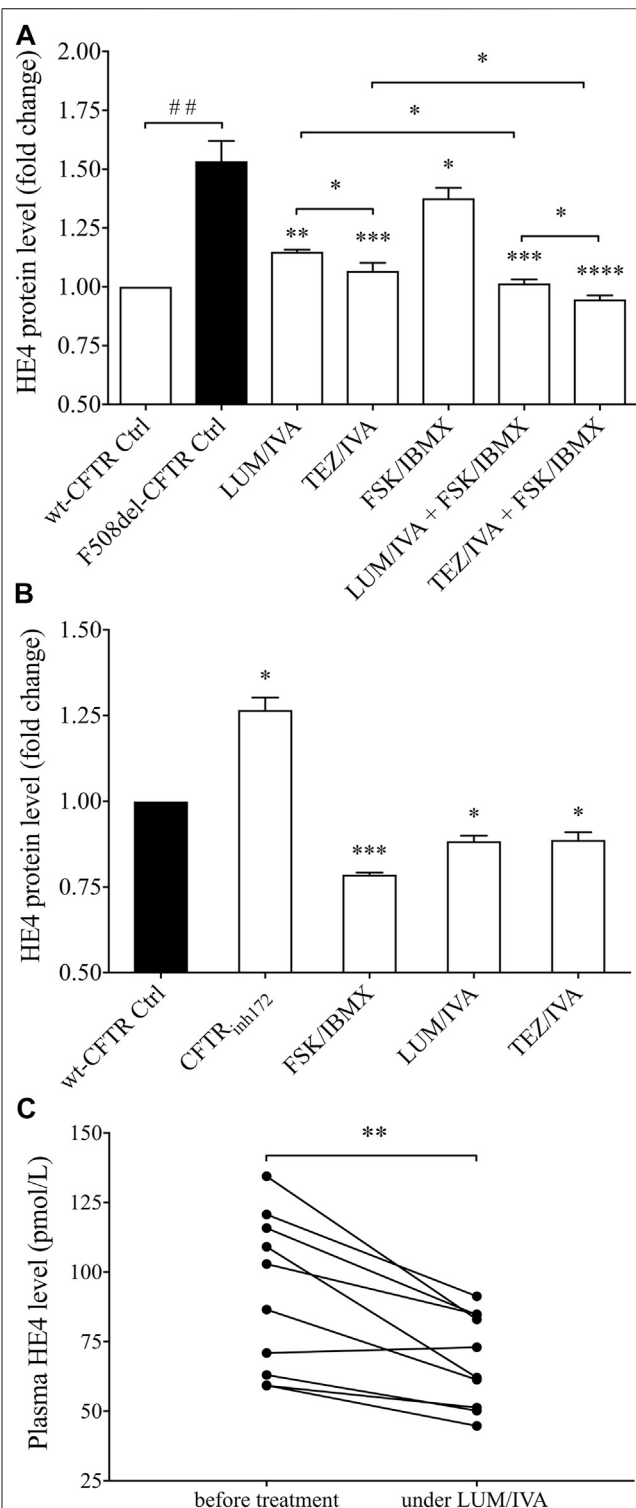 A
HE4 protein level (fold change)
2.00
1.75
1.50
1.25
1.00
0.75
0.50
##
*
*
*
*
*
**
***
***
****
wt-CFTR Ctrl
F508del-CFTR Ctrl
LUM/IVA
TEZ/IVA
FSK/IBMX
LUM/IVA + FSK/IBMX
TEZ/IVA + FSK/IBMX
B
HE4 protein level (fold change)
1.50
1.25
1.00
0.75
0.50
*
***
*
*
wt-CFTR Ctrl
CFTRinh172
FSK/IBMX
LUM/IVA
TEZ/IVA
C
Plasma HE4 level (pmol/L)
150
125
100
75
50
25
**
before treatment
under LUM/IVA